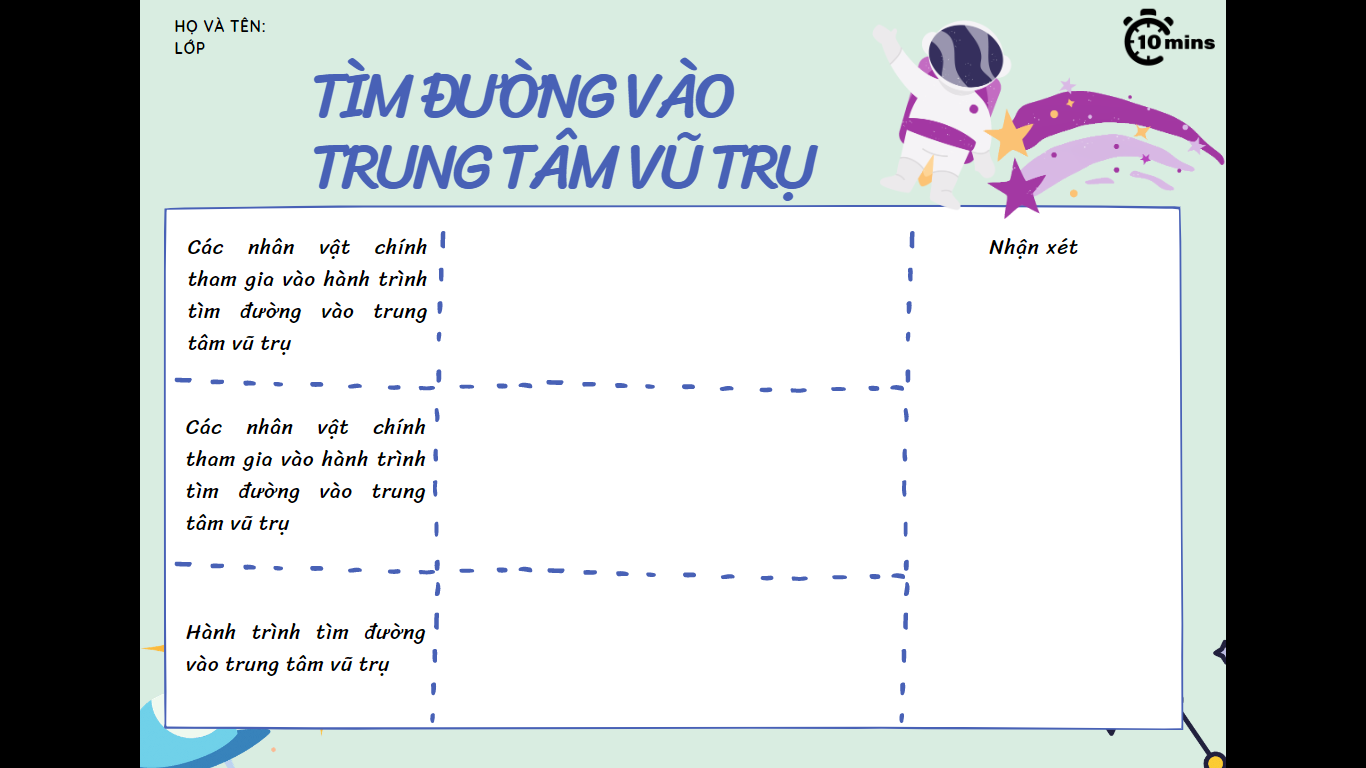 HỌ VÀ TÊN:
LỚP
10 mins
TÌM ĐƯỜNG VÀO
TRUNG TÂM VŨ TRỤ
Các nhân vật chính
tham gia vào hành trình
tìm đường vào trung
tâm vũ trụ
Nhận xét
Các nhân vật chính
tham gia vào hành trình
tìm đường vào trung
tâm vũ trụ
Hành trình tìm đường
vào trung tâm vũ trụ